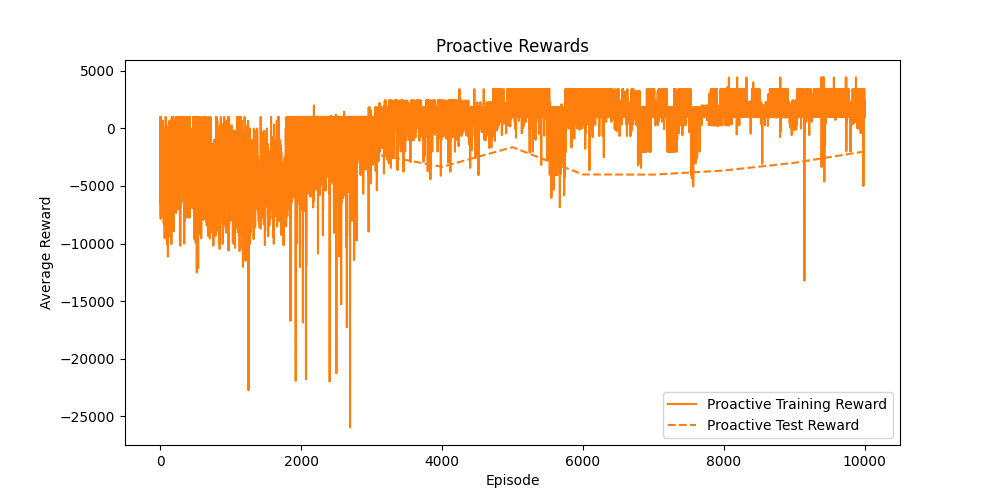 Proactive Rewards
5000
0
−5000
−10000
−15000
−20000
−25000
Average Reward
0
2000
4000
6000
8000
10000
Episode
Proactive Training Reward
Proactive Test Reward